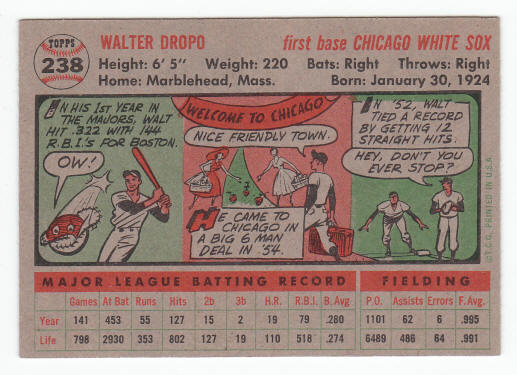 TOPPS
238
WALTER DROPO
first base CHICAGO WHITE SOX
Height: 6' 5" Weight: 220 Bats: Right Throws: Right
Home: Marblehead, Mass. Born: January 30, 1924
IN HIS 1ST YEAR IN
THE MAJORS, WALT
HIT .322 WITH 144
R.B.I.'S FOR BOSTON.
OW!
WELCOME TO CHICAGO
NICE FRIENDLY TOWN.
HE CAME TO
CHICAGO IN
A BIG 6 MAN
DEAL IN '54.
IN '52, WALT
TIED A RECORD
BY GETTING 12
STRAIGHT HITS.
HEY, DON'T YOU
EVER STOP?
©T.C.G. PRINTED IN U.S.A.
MAJOR LEAGUE BATTING RECORD FIELDING
Games At Bat Runs Hits 2b 3b H.R. R.B.I. B. Avg P.O. Assists Errors F. Avg.
Year 141 453 55 127 15 2 19 79 .280 1101 62 6 .995
Life 798 2930 353 802 127 19 110 518 .274 6489 486 64 .991